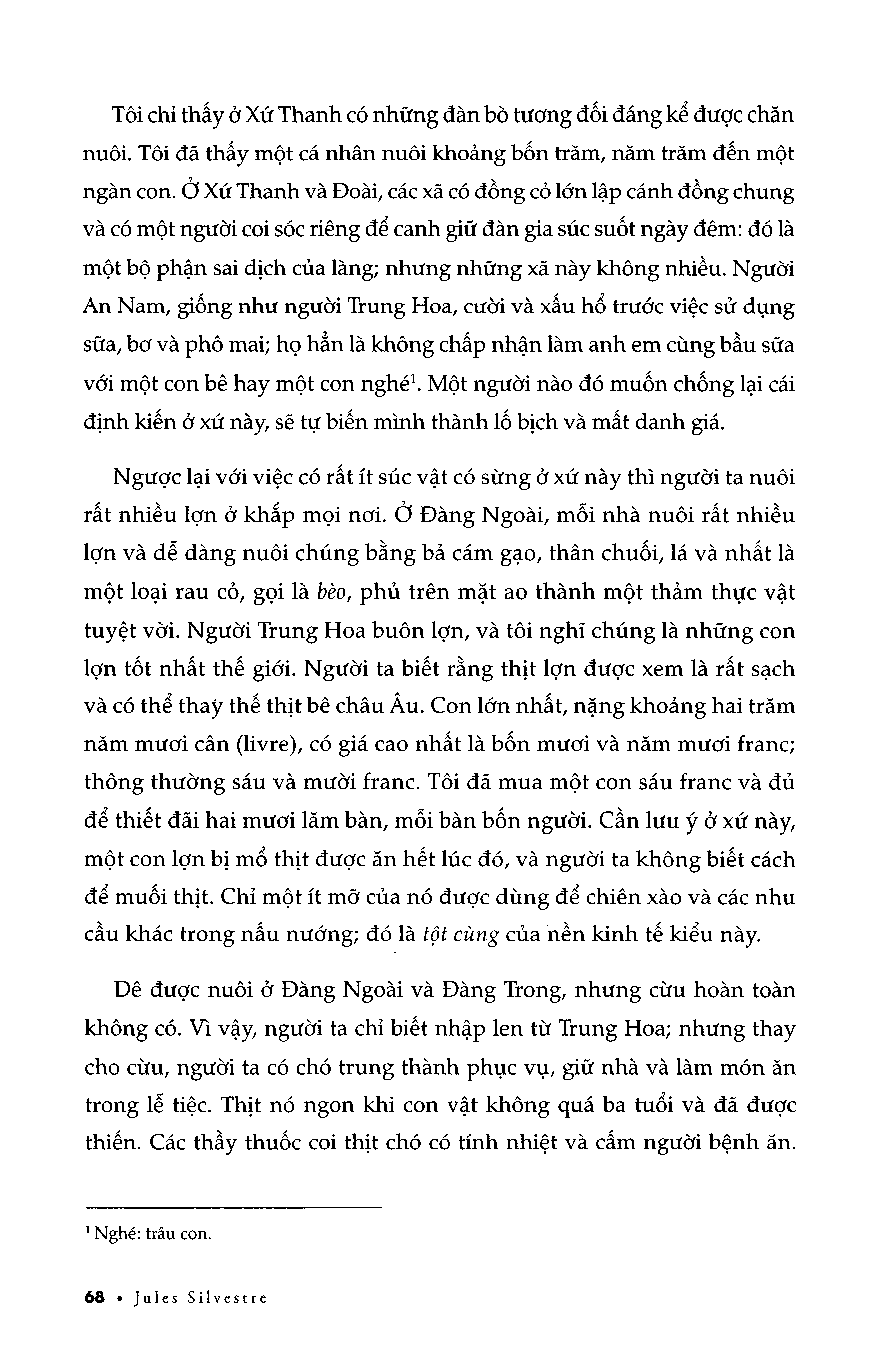 Tôi chỉ thấy ở Xứ Thanh có những đàn bò tương đối đáng kể được chăn
nuôi. Tôi đã thấy một cá nhân nuôi khoảng bốn trăm, năm trăm đến một
ngàn con. Ở Xứ Thanh và Đoài, các xã có đồng cỏ lớn lập cánh đồng chung
và có một người coi sóc riêng để canh giữ đàn gia súc suốt ngày đêm: đó là
một bộ phận sai dịch của làng; nhưng những xã này không nhiều. Người
An Nam, giống như người Trung Hoa, cười và xấu hổ trước việc sử dụng
sữa, bơ và phô mai; họ hẳn là không chấp nhận làm anh em cùng bầu sữa
với một con bê hay một con nghé¹. Một người nào đó muốn chống lại cái
định kiến ở xứ này, sẽ tự biến mình thành lố bịch và mất danh giá.
Ngược lại với việc có rất ít súc vật có sừng ở xứ này thì người ta nuôi
rất nhiều lợn ở khắp mọi nơi. Ở Đàng Ngoài, mỗi nhà nuôi rất nhiều
lợn và dễ dàng nuôi chúng bằng bả cám gạo, thân chuối, lá và nhất là
một loại rau cỏ, gọi là bèo, phủ trên mặt ao thành một thảm thực vật
tuyệt vời. Người Trung Hoa buôn lợn, và tôi nghĩ chúng là những con
lợn tốt nhất thế giới. Người ta biết rằng thịt lợn được xem là rất sạch
và có thể thay thế thịt bê châu Âu. Con lớn nhất, nặng khoảng hai trăm
năm mươi cân (livre), có giá cao nhất là bốn mươi và năm mươi franc;
thông thường sáu và mười franc. Tôi đã mua một con sáu franc và đủ
để thiết đãi hai mươi lăm bàn, mỗi bàn bốn người. Cần lưu ý ở xứ này,
một con lợn bị mổ thịt được ăn hết lúc đó, và người ta không biết cách
để muối thịt. Chỉ một ít mỡ của nó được dùng để chiên xào và các nhu
cầu khác trong nấu nướng; đó là tột cùng của nền kinh tế kiểu này.
Dê được nuôi ở Đàng Ngoài và Đàng Trong, nhưng cừu hoàn toàn
không có. Vì vậy, người ta chỉ biết nhập len từ Trung Hoa; nhưng thay
cho cừu, người ta có chó trung thành phục vụ, giữ nhà và làm món ăn
trong lễ tiệc. Thịt nó ngon khi con vật không quá ba tuổi và đã được
thiến. Các thầy thuốc coi thịt chó có tính nhiệt và cấm người bệnh ăn.
¹ Nghé: trâu con.
68 • Jules Silvestre